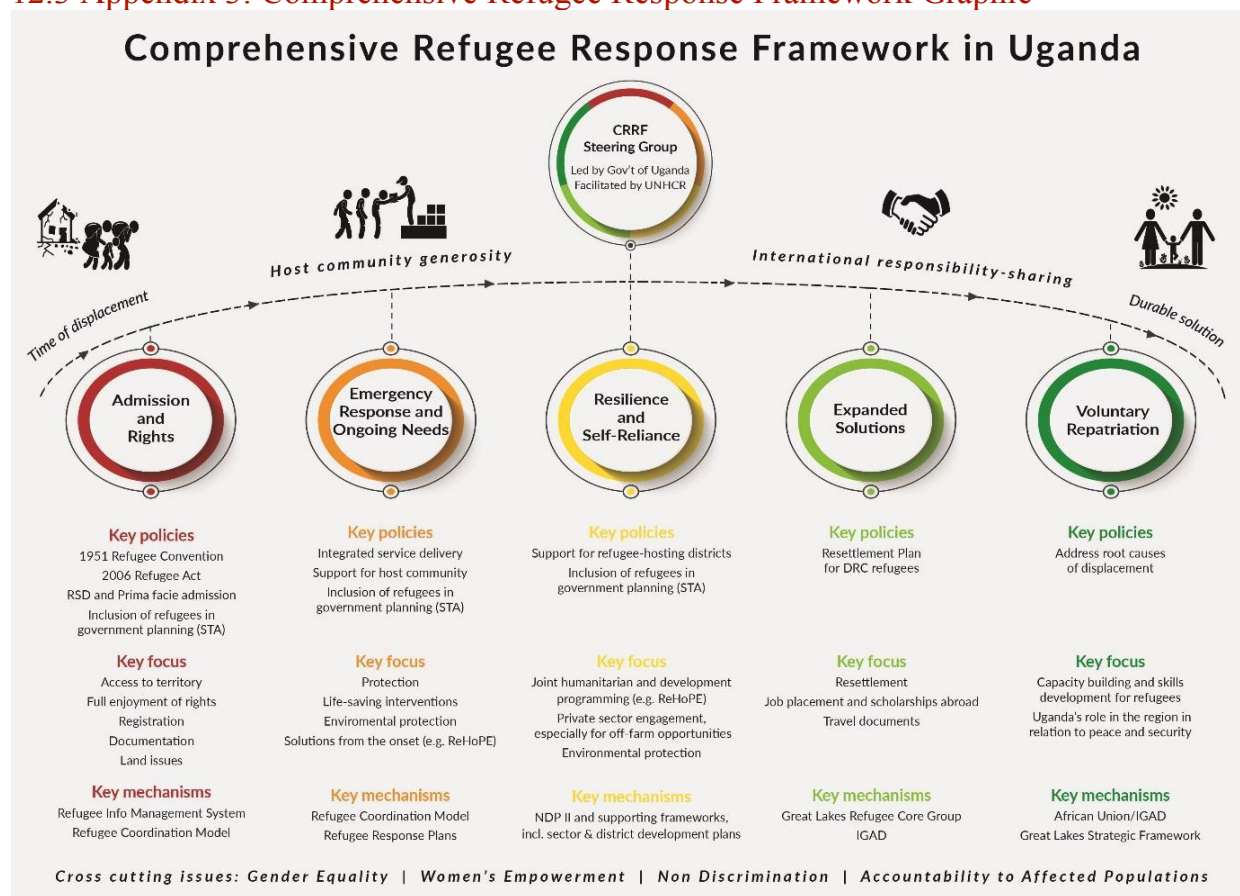 12.3 Appendix 3: Comprehensive Refugee Response Framework Graphic
Comprehensive Refugee Response Framework in Uganda
CRRF
Steering Group
Led by Gov't of Uganda
Facilitated by UNHCR
Time of displacement
Host community generosity
International responsibility-sharing
Durable solution
Admission
and
Rights
Key policies
1951 Refugee Convention
2006 Refugee Act
RSD and Prima facie admission
Inclusion of refugees in
government planning (STA)
Key focus
Access to territory
Full enjoyment of rights
Registration
Documentation
Land issues
Key mechanisms
Refugee Info Management System
Refugee Coordination Model
Emergency
Response and
Ongoing Needs
Key policies
Integrated service delivery
Support for host community
Inclusion of refugees in
government planning (STA)
Key focus
Protection
Life-saving interventions
Enviromental protection
Solutions from the onset (e.g. ReHoPE)
Key mechanisms
Refugee Coordination Model
Refugee Response Plans
Resilience
and
Self-Reliance
Key policies
Support for refugee-hosting districts
Inclusion of refugees in
government planning (STA)
Key focus
Joint humanitarian and development
programming (e.g. ReHoPE)
Private sector engagement,
especially for off-farm opportunities
Environmental protection
Key mechanisms
NDP II and supporting frameworks,
incl. sector & district development plans
Expanded
Solutions
Key policies
Resettlement Plan
for DRC refugees
Key focus
Resettlement
Job placement and scholarships abroad
Travel documents
Key mechanisms
Great Lakes Refugee Core Group
IGAD
Voluntary
Repatriation
Key policies
Address root causes
of displacement
Key focus
Capacity building and skills
development for refugees
Uganda's role in the region in
relation to peace and security
Key mechanisms
African Union/IGAD
Great Lakes Strategic Framework
Cross cutting issues: Gender Equality | Women's Empowerment | Non Discrimination | Accountability to Affected Populations